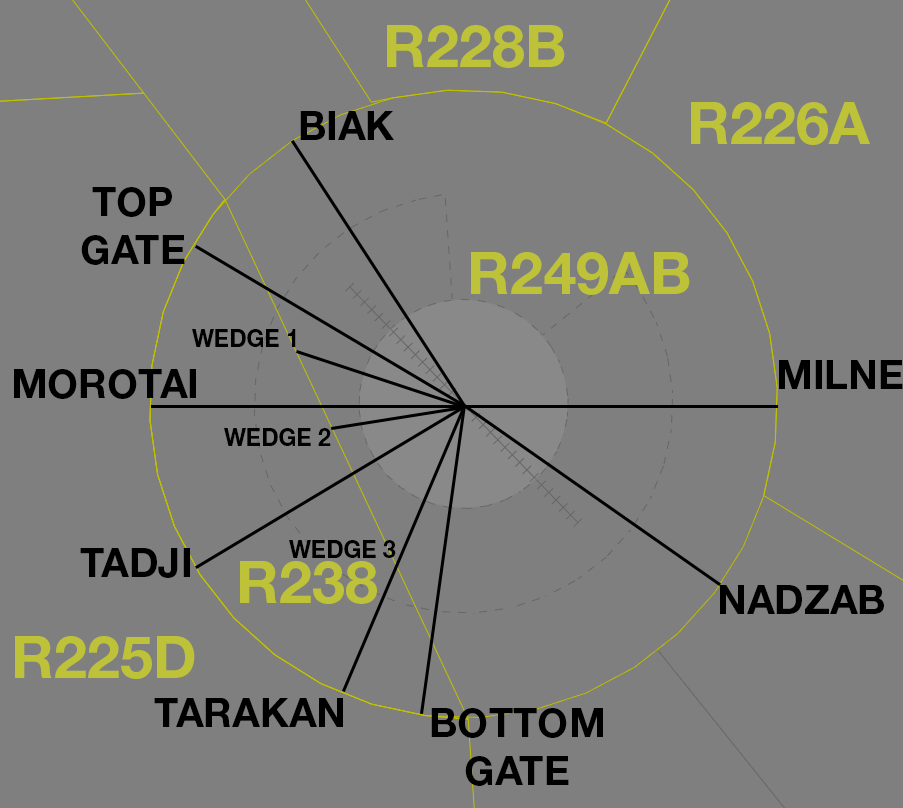 R228B
R226A
BIAK
TOP
GATE
R249AB
WEDGE 1
MOROTAI
MILNE
WEDGE 2
WEDGE 3
TADJI
R238
NADZAB
R225D
TARAKAN
BOTTOM
GATE